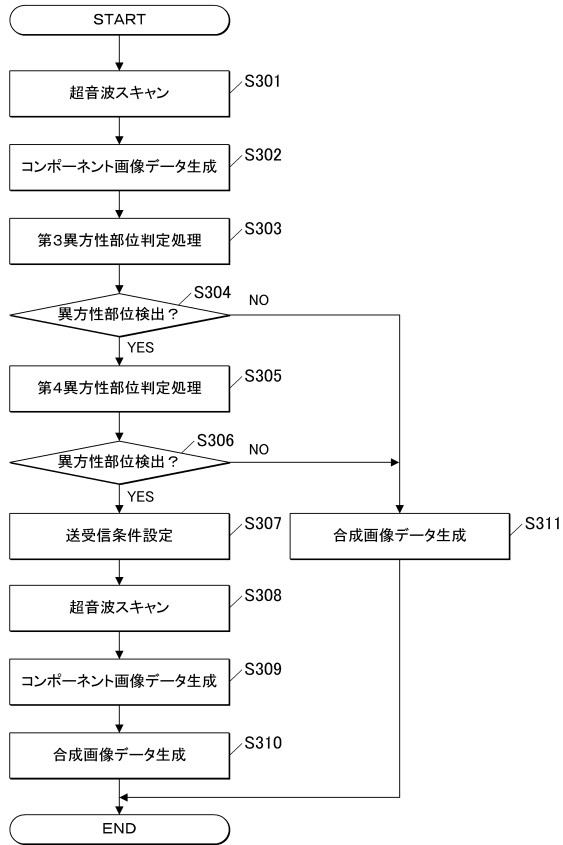 START
超音波スキャン
S301
コンポーネント画像データ生成
S302
第3異方性部位判定処理
S303
異方性部位検出？
S304
NO
YES
第4異方性部位判定処理
S305
異方性部位検出？
S306
NO
YES
送受信条件設定
S307
合成画像データ生成
S311
超音波スキャン
S308
コンポーネント画像データ生成
S309
合成画像データ生成
S310
END